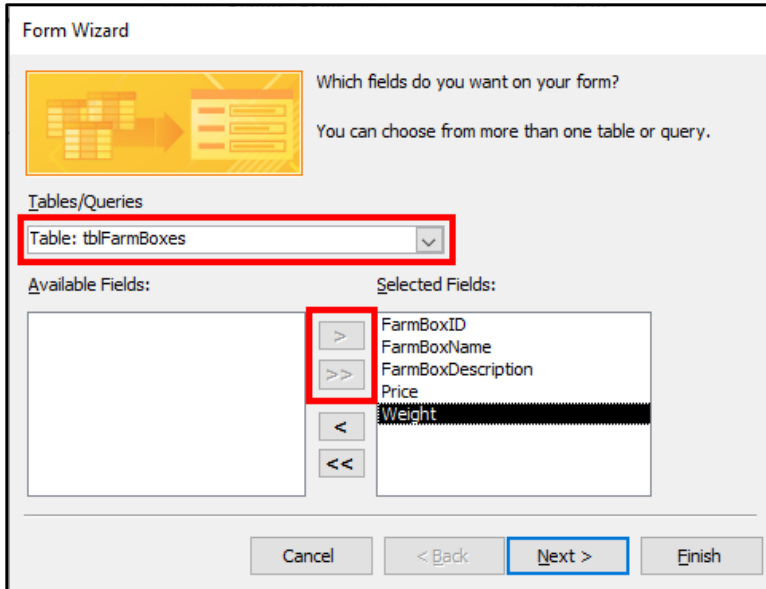 Form Wizard
Which fields do you want on your form?
You can choose from more than one table or query.
Tables/Queries
Table: tblFarmBoxes
Available Fields:
Selected Fields:
>
>>
<
<<
FarmBoxID
FarmBoxName
FarmBoxDescription
Price
Weight
Cancel
< Back
Next >
Finish